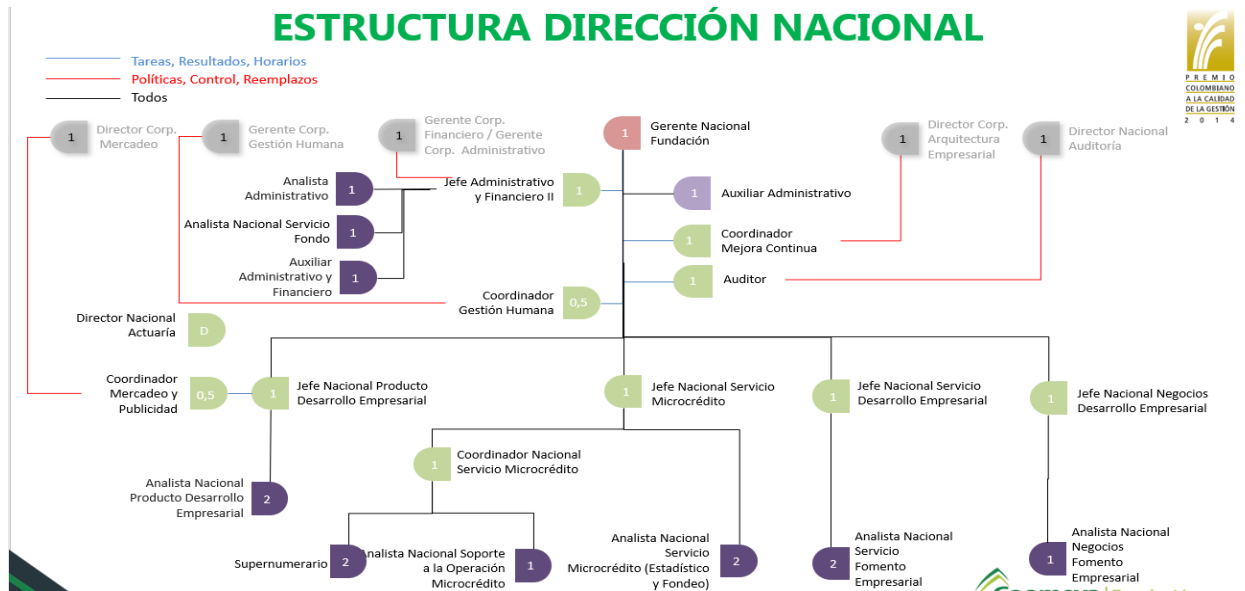 ESTRUCTURA DIRECCIÓN NACIONAL
Tareas, Resultados, Horarios
Políticas, Control, Reemplazos
Todos
PREMIO
COLOMBIANO
A LA CALIDAD
DE LA GESTIÓN
2014
1
Director Corp.
Mercadeo
1
Gerente Corp.
Gestión Humana
1
Gerente Corp.
Financiero / Gerente
Corp. Administrativo
1
Gerente Nacional
Fundación
1
Director Corp.
Arquitectura
Empresarial
1
Director Nacional
Auditoría
Analista
Administrativo
1
Jefe Administrativo
y Financiero II
1
1
Auxiliar Administrativo
Analista Nacional Servicio
Fondo
1
1
Coordinador
Mejora Continua
Auxiliar
Administrativo y
Financiero
1
1
Auditor
Coordinador
Gestión Humana
0,5
Director Nacional
Actuaría
D
Coordinador
Mercadeo y
Publicidad
0,5
1
Jefe Nacional Producto
Desarrollo Empresarial
1
Jefe Nacional Servicio
Microcrédito
1
Jefe Nacional Servicio
Desarrollo Empresarial
1
Jefe Nacional Negocios
Desarrollo Empresarial
1
Coordinador Nacional
Servicio Microcrédito
Analista Nacional
Producto Desarrollo
Empresarial
2
Supernumerario
2
Analista Nacional Soporte
a la Operación
Microcrédito
1
Analista Nacional
Servicio
Microcrédito (Estadístico
y Fondeo)
2
2
Analista Nacional
Servicio
Fomento
Empresarial
1
Analista Nacional
Negocios
Fomento
Empresarial